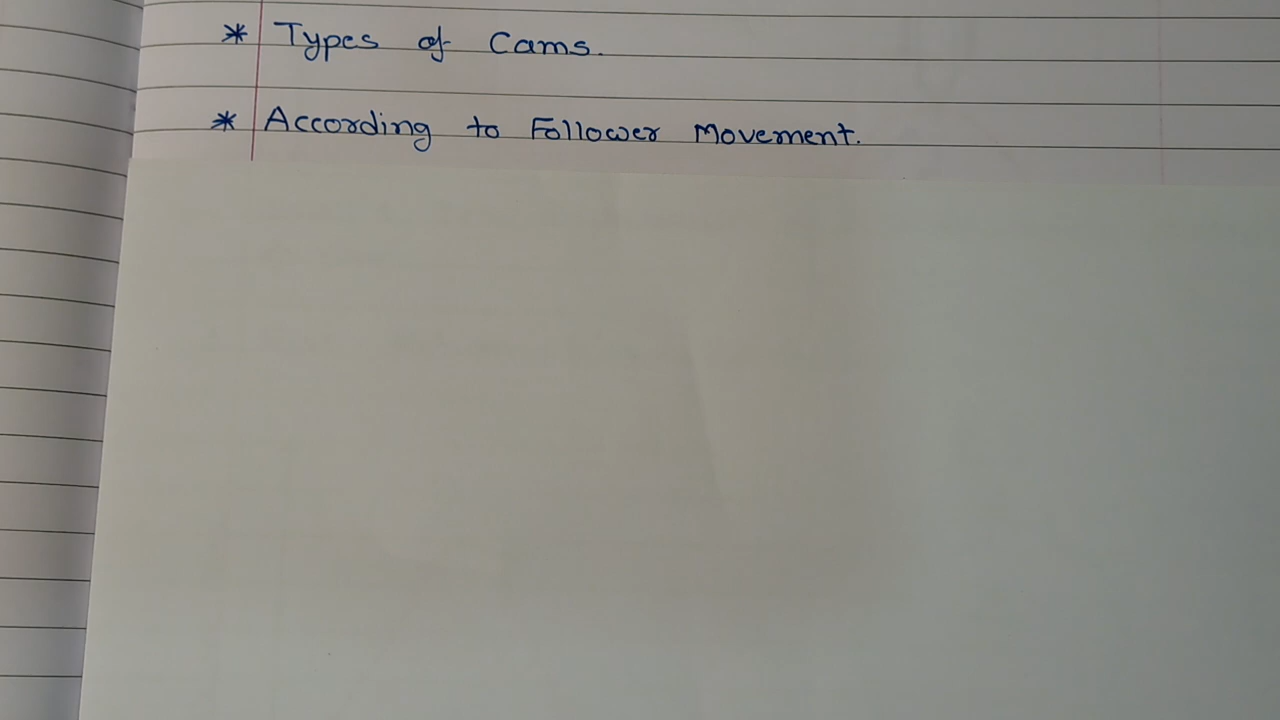 * Types of Cams.
* According to Follower Movement.